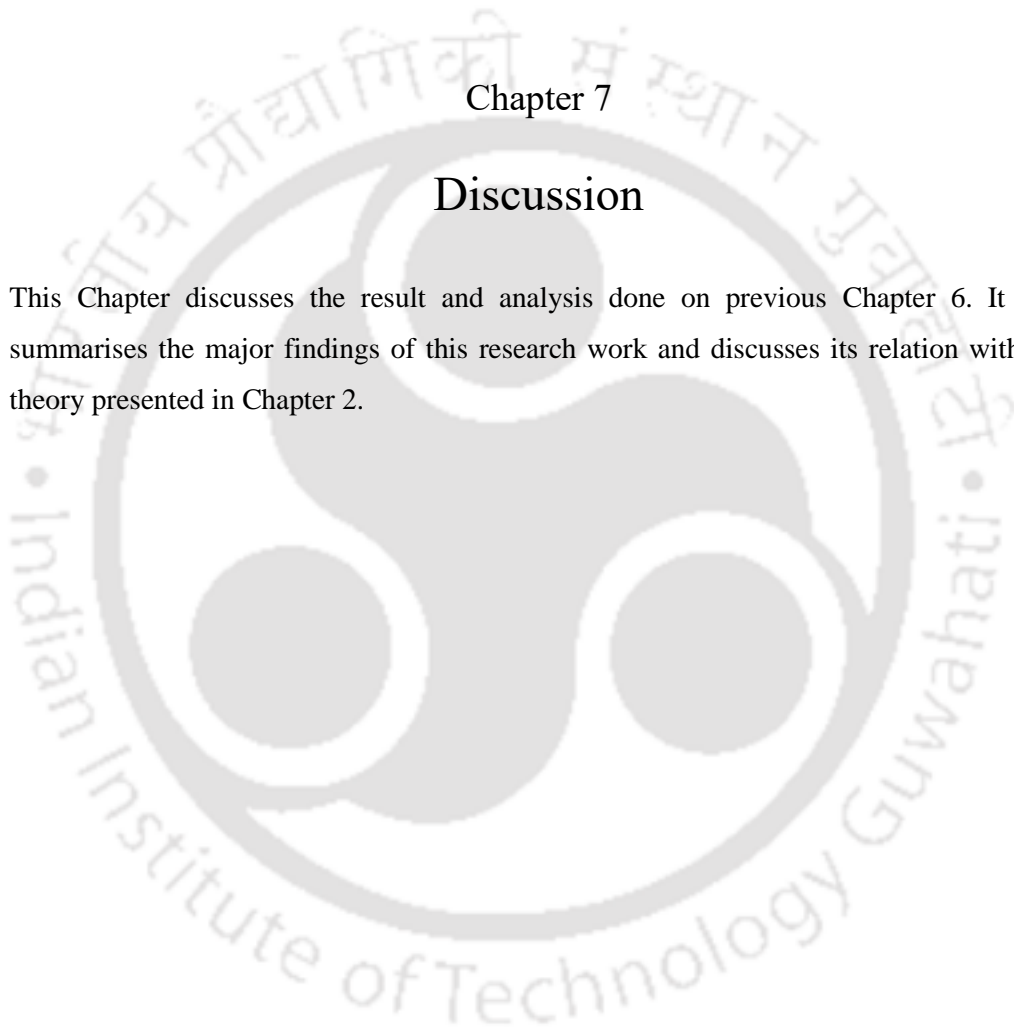 Chapter 7
Discussion
This Chapter discusses the result and analysis done on previous Chapter 6. It
summarises the major findings of this research work and discusses its relation with
theory presented in Chapter 2.
भारतीय प्रौद्योगिकी संस्थान गुवाहाटी
• Indian Institute of Technology Guwahati •